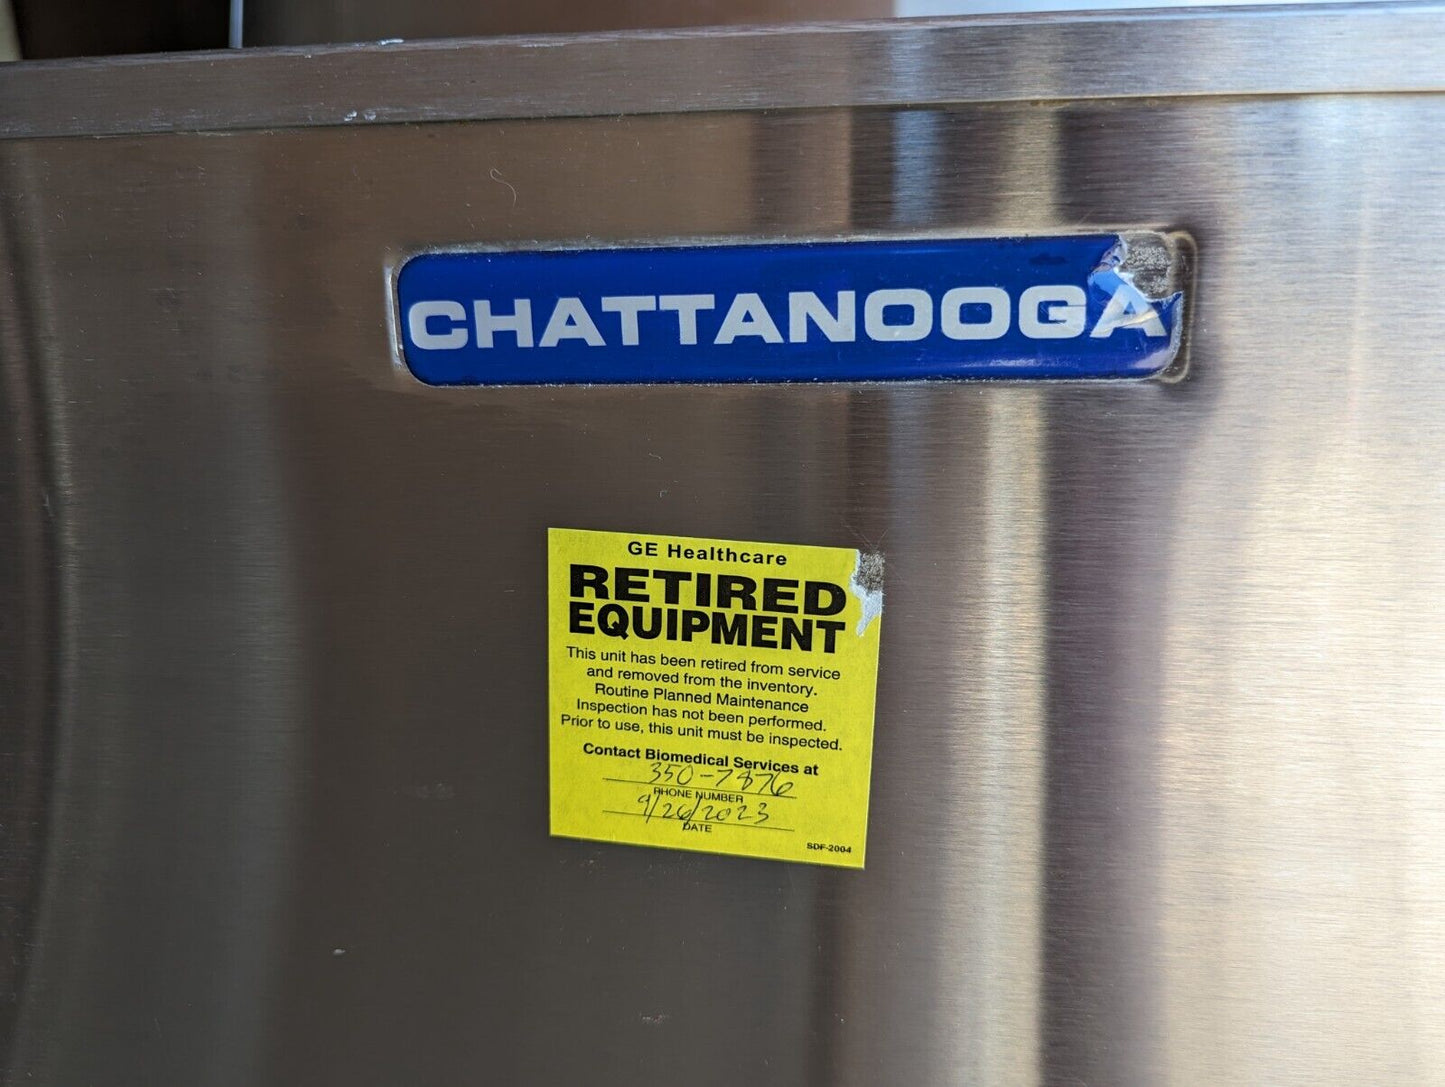 CHATTANOOGA
GE Healthcare
RETIRED
EQUIPMENT
This unit has been retired from service
and removed from the inventory.
Routine Planned Maintenance
Inspection has not been performed.
Prior to use, this unit must be inspected.
Contact Biomedical Services at
350-7876
PHONE NUMBER
9/26/2023
DATE
SDF-2004